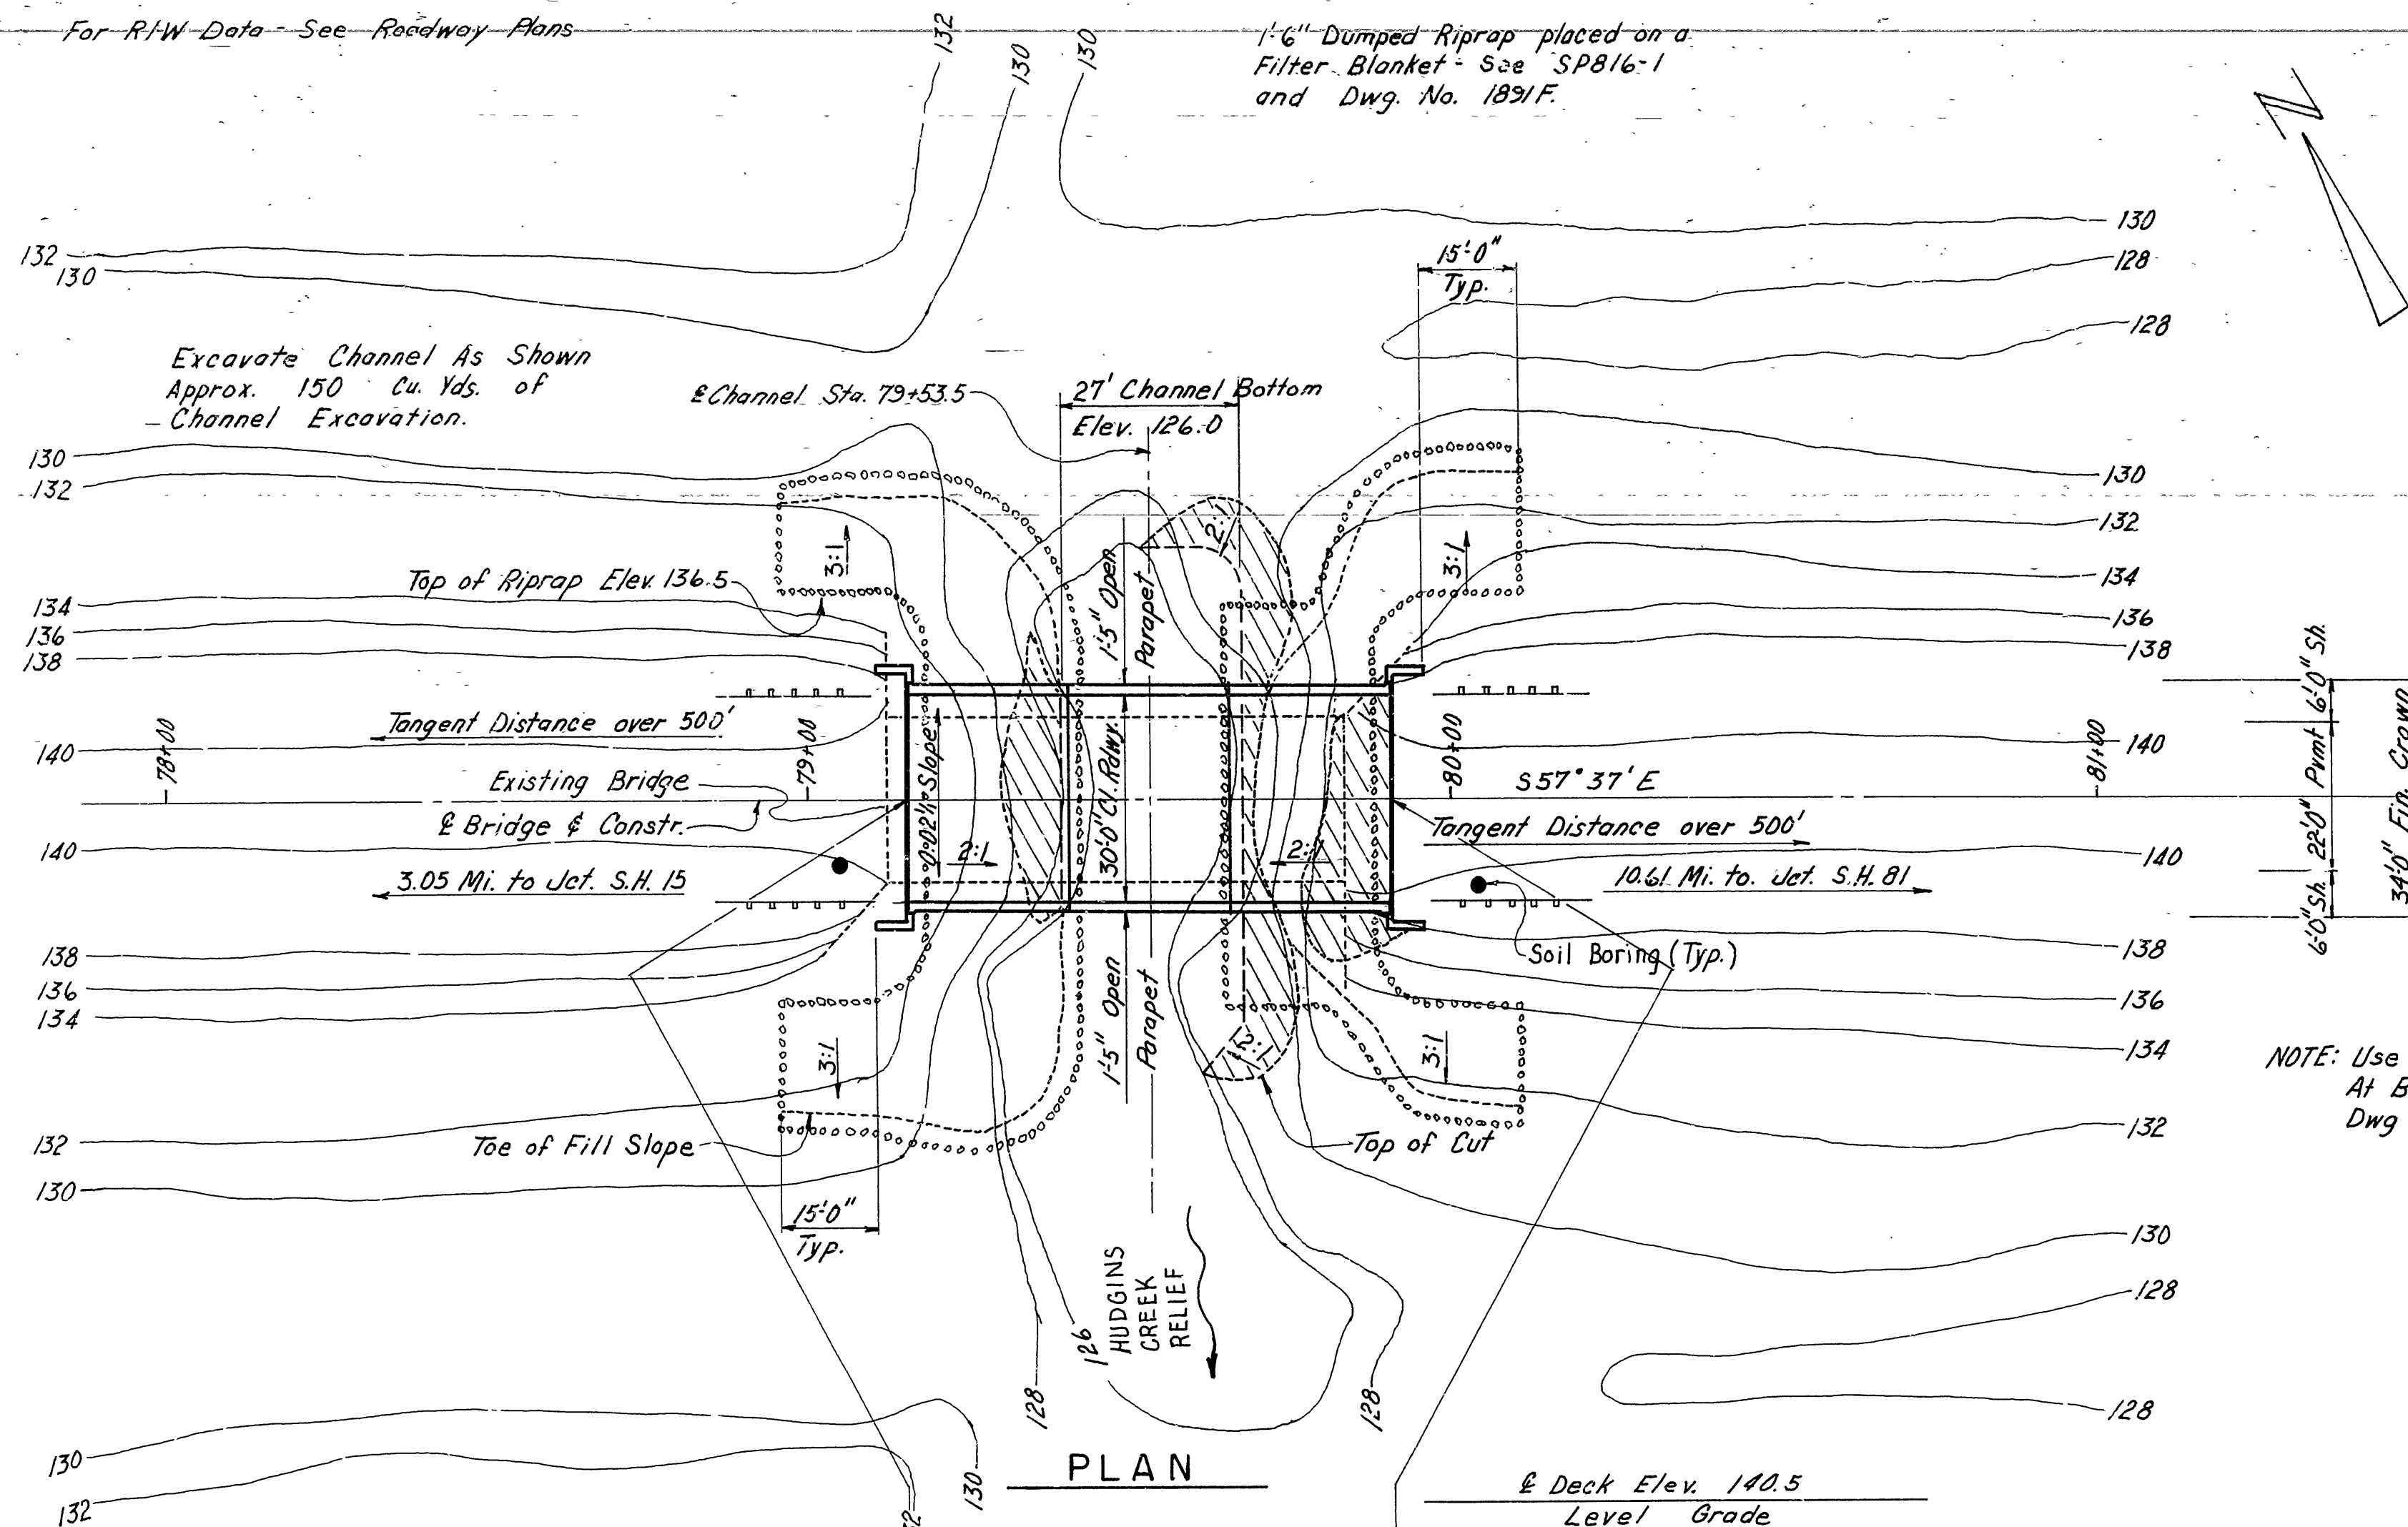 For R/W Data - See Roadway Plans
1'-6" Dumped Riprap placed on a
Filter Blanket - See SP816-1
and Dwg. No. 1891F.
N
132
130
130
132
130
130
128
128
15'-0"
Typ.
Excavate Channel As Shown
Approx. 150 Cu. Yds. of
Channel Excavation.
℄ Channel Sta. 79+53.5
27' Channel Bottom
Elev. 126.0
130
132
130
132
134
136
138
3:1
2:1
3:1
Top of Riprap Elev. 136.5
134
136
138
1'-5" Open
Parapet
Tangent Distance over 500'
140
78+00
79+00
80+00
81+00
140
Existing Bridge
℄ Bridge & Constr.
0.02'/' Slope
30'-0" Cl. Rdwy.
S 57° 37' E
Tangent Distance over 500'
2:1
2:1
140
140
3.05 Mi. to Jct. S.H. 15
10.61 Mi. to. Jct. S.H. 81
6'-0" Sh.
22'-0" Pvmt
6'-0" Sh.
34'-0" Fin. Crown
Soil Boring (Typ.)
138
136
134
138
136
134
132
1'-5" Open
Parapet
3:1
2:1
3:1
NOTE: Use
At B
Dwg
132
130
Toe of Fill Slope
Top of Cut
15'-0"
Typ.
130
128
128
HUDGINS
CREEK
RELIEF
126
128
128
130
132
130
PLAN
℄ Deck Elev. 140.5
Level Grade